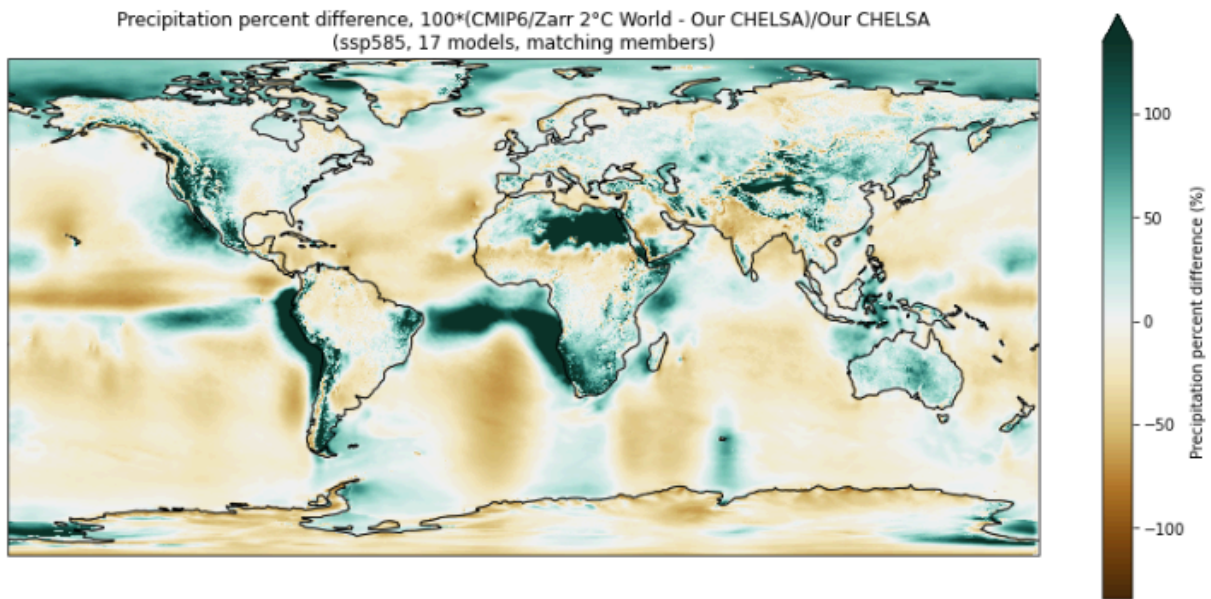 Precipitation percent difference, 100*(CMIP6/Zarr 2°C World - Our CHELSA)/Our CHELSA
(ssp585, 17 models, matching members)
100
50
0
−50
−100
Precipitation percent difference (%)